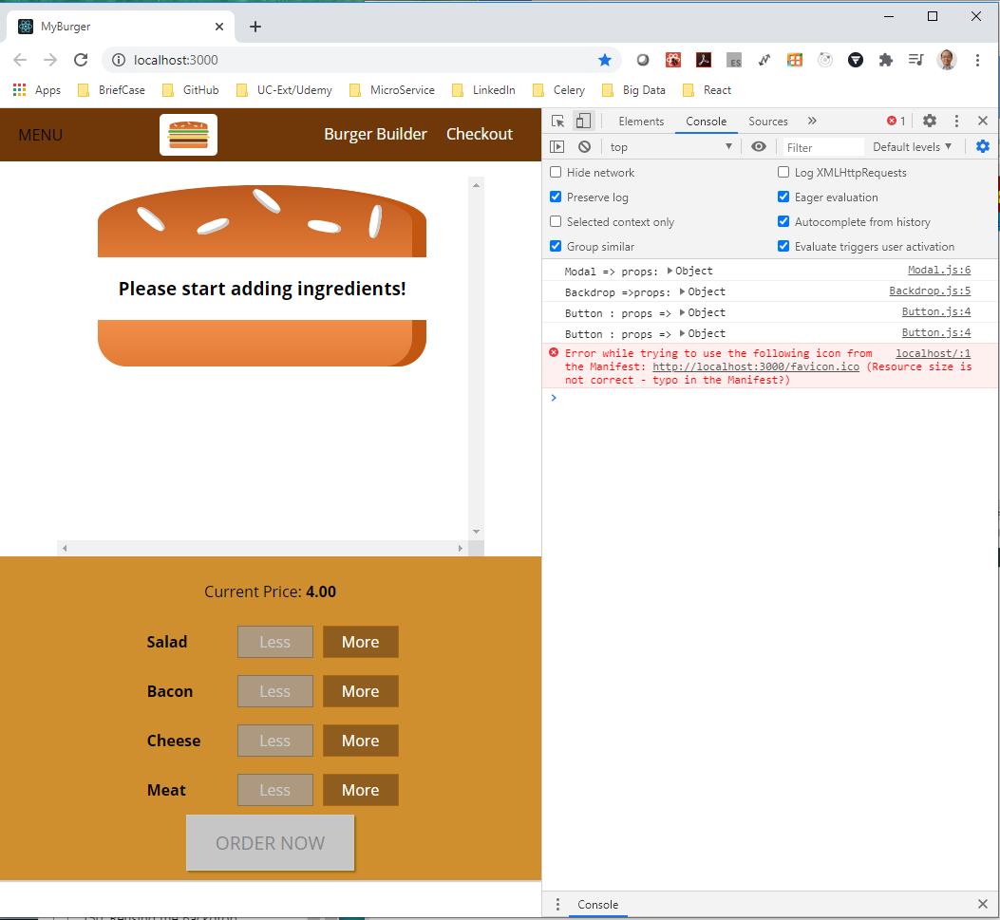 MyBurger
localhost:3000
ES
Apps BriefCase GitHub UC-Ext/Udemy MicroService LinkedIn Celery Big Data React
MENU Burger Builder Checkout
Please start adding ingredients!
Current Price: 4.00
Salad Less More
Bacon Less More
Cheese Less More
Meat Less More
ORDER NOW
Elements Console Sources » 1
top Filter Default levels
Hide network Log XMLHttpRequests
Preserve log Eager evaluation
Selected context only Autocomplete from history
Group similar Evaluate triggers user activation
Modal => props: Object Modal.js:6
Backdrop =>props: Object Backdrop.js:5
Button : props => Object Button.js:4
Button : props => Object Button.js:4
Error while trying to use the following icon from localhost/:1
the Manifest: http://localhost:3000/favicon.ico (Resource size is
not correct - typo in the Manifest?)
Console